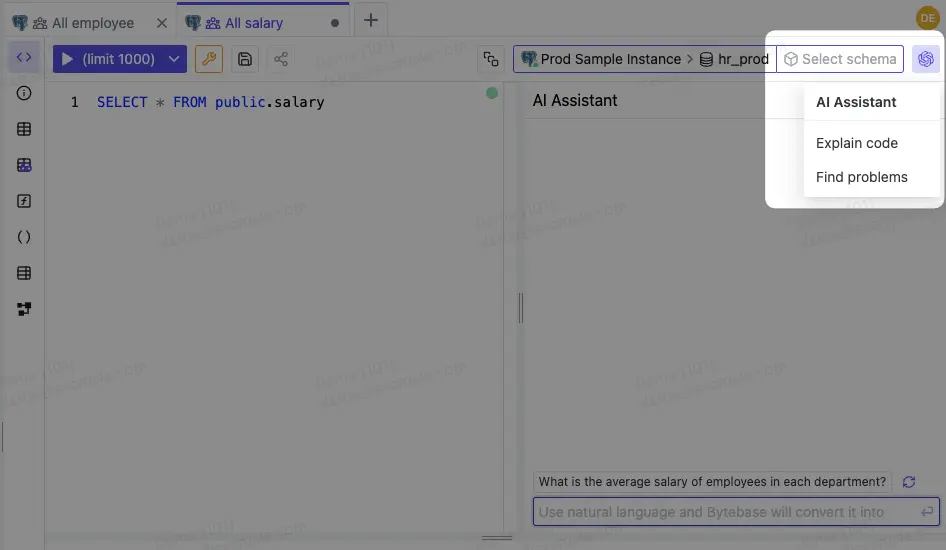 All employee
All salary
DE
(limit 1000)
Prod Sample Instance
hr_prod
Select schema
1 SELECT * FROM public.salary
AI Assistant
AI Assistant
Explain code
Find problems
What is the average salary of employees in each department?
Use natural language and Bytebase will convert it into